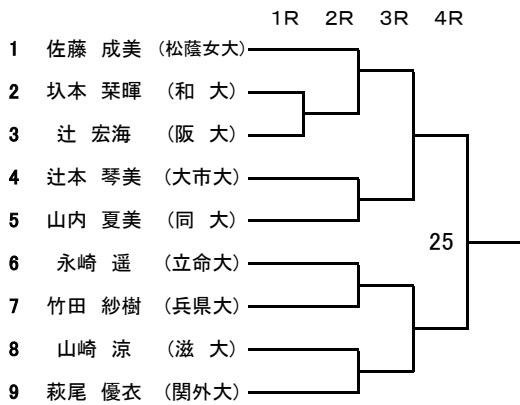 1R 2R 3R 4R
1 佐藤 成美 (松蔭女大)
2 圦本 栞暉 (和 大)
3 辻 宏海 (阪 大)
4 辻本 琴美 (大市大)
5 山内 夏美 (同 大)
25
6 永崎 遥 (立命大)
7 竹田 紗樹 (兵県大)
8 山崎 涼 (滋 大)
9 萩尾 優衣 (関外大)